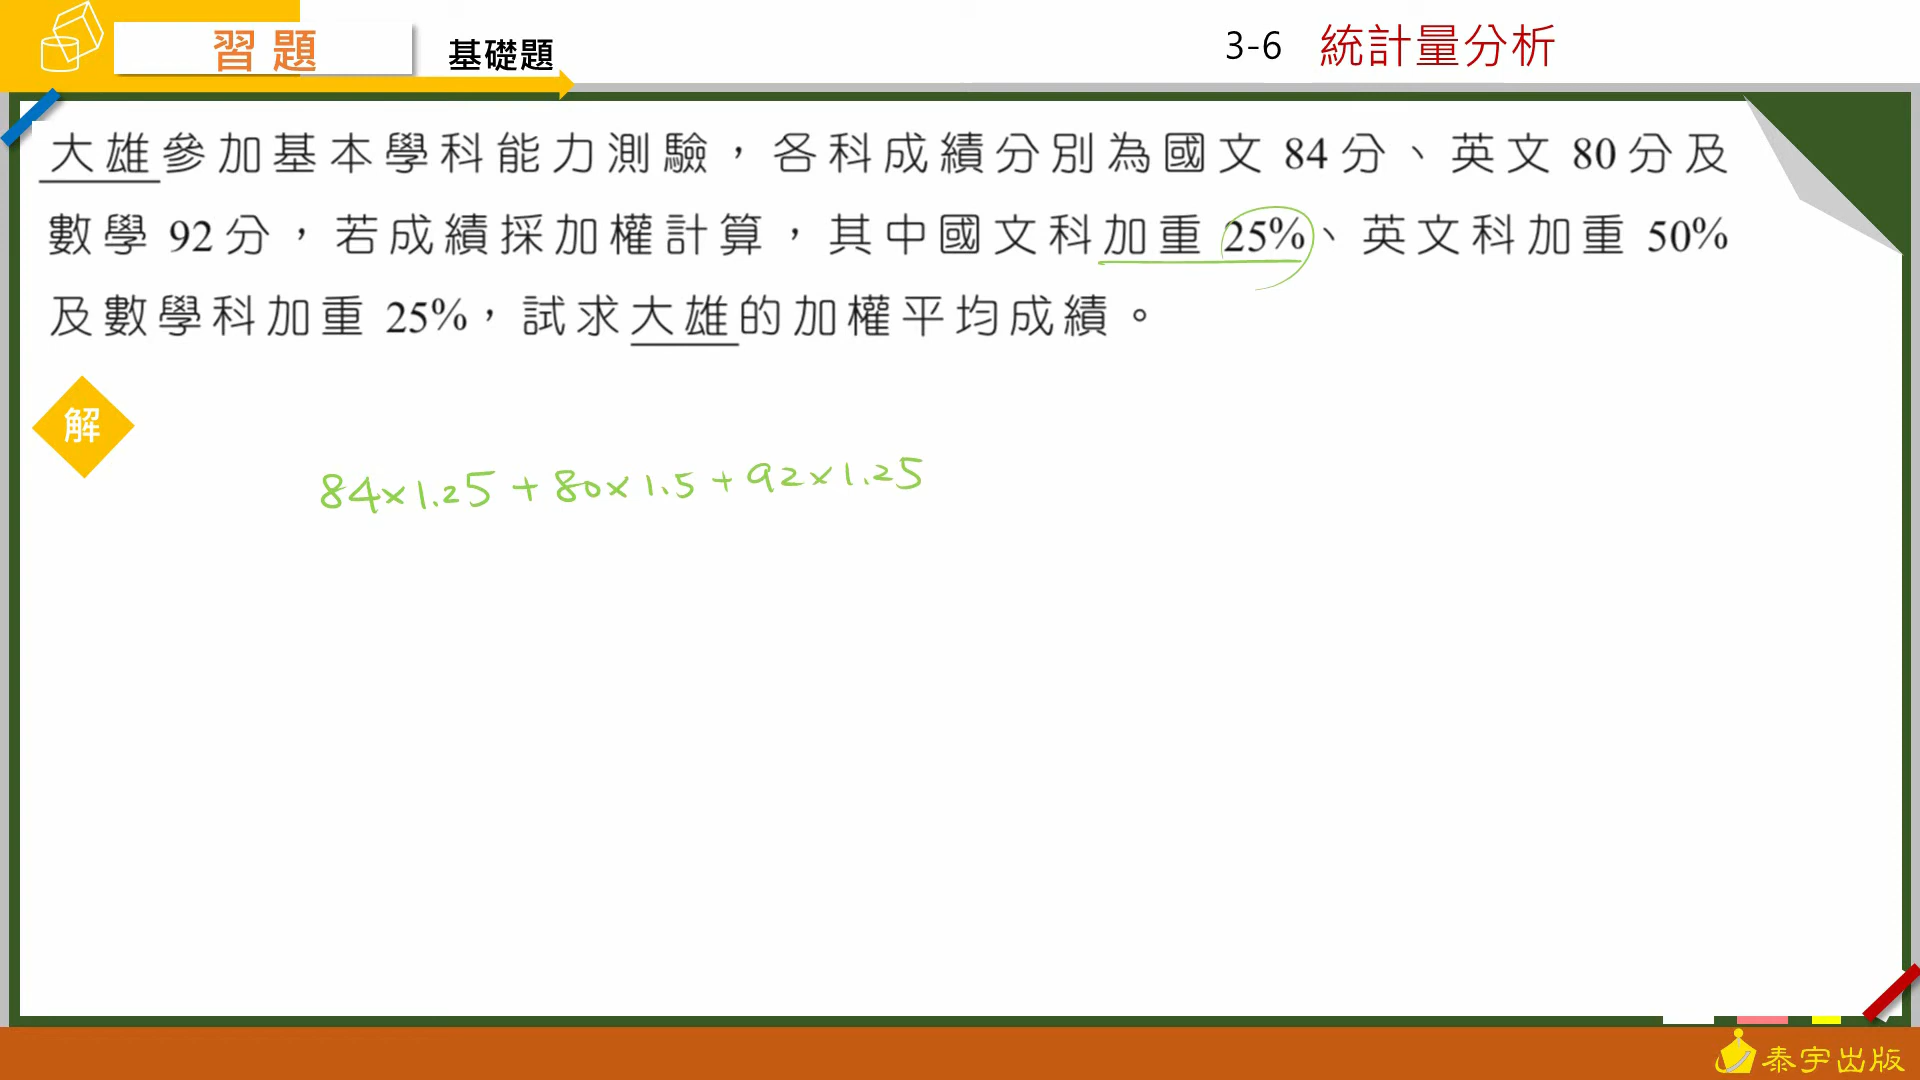 習題
基礎題
3-6 統計量分析
大雄參加基本學科能力測驗，各科成績分別為國文 84 分、英文 80 分及
數學 92 分，若成績採加權計算，其中國文科加重 25%、英文科加重 50%
及數學科加重 25%，試求大雄的加權平均成績。
解
84×1.25+80×1.5+92×1.25
泰宇出版